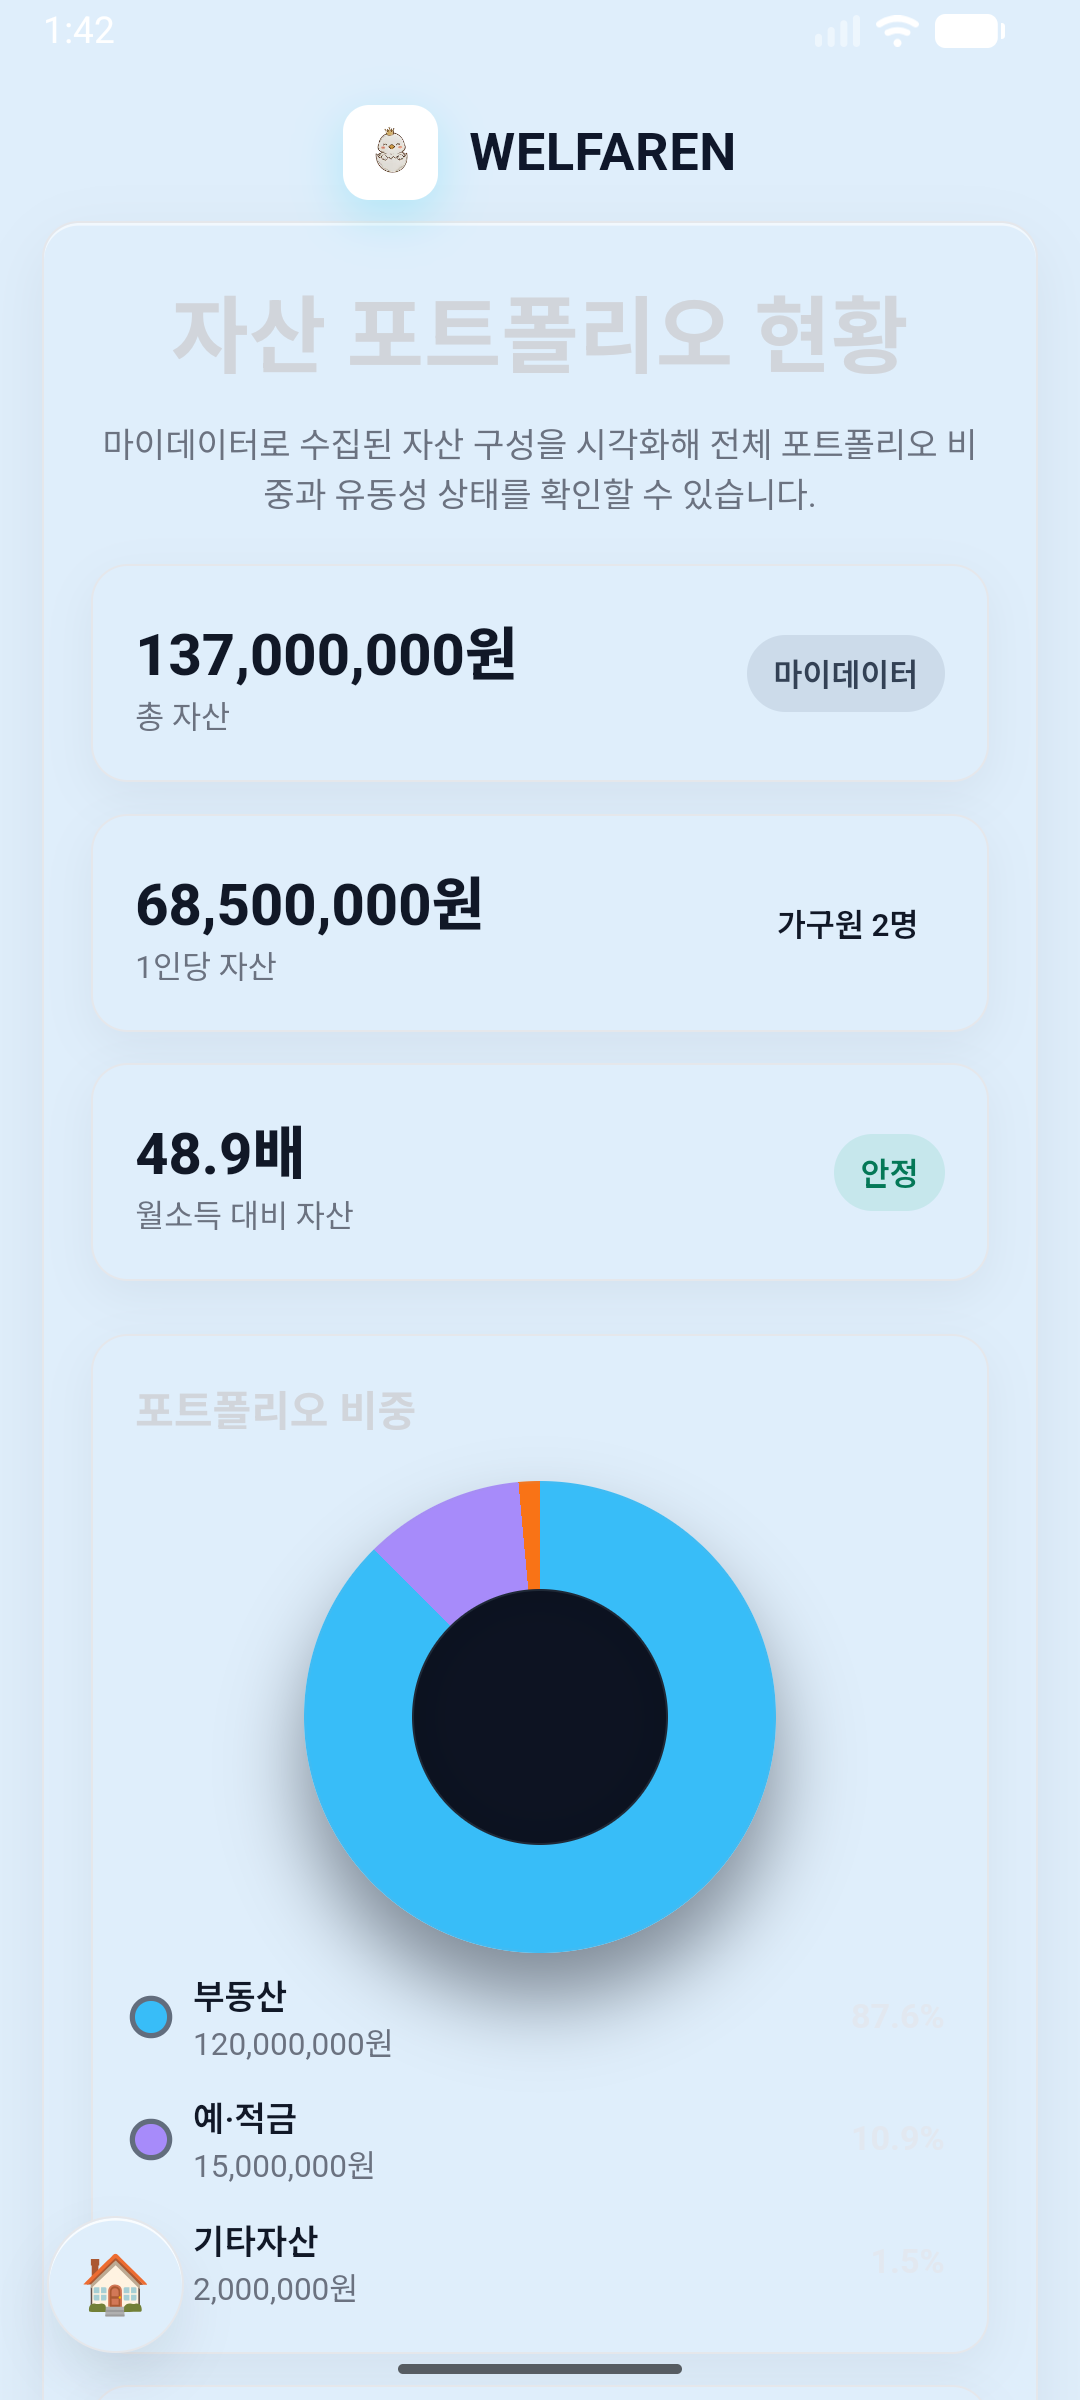 1:42
WELFAREN
자산 포트폴리오 현황
마이데이터로 수집된 자산 구성을 시각화해 전체 포트폴리오 비
중과 유동성 상태를 확인할 수 있습니다.
137,000,000원
마이데이터
총 자산
68,500,000원
가구원 2명
1인당 자산
48.9배
안정
월소득 대비 자산
포트폴리오 비중
부동산
87.6%
120,000,000원
예·적금
10.9%
15,000,000원
기타자산
1.5%
2,000,000원